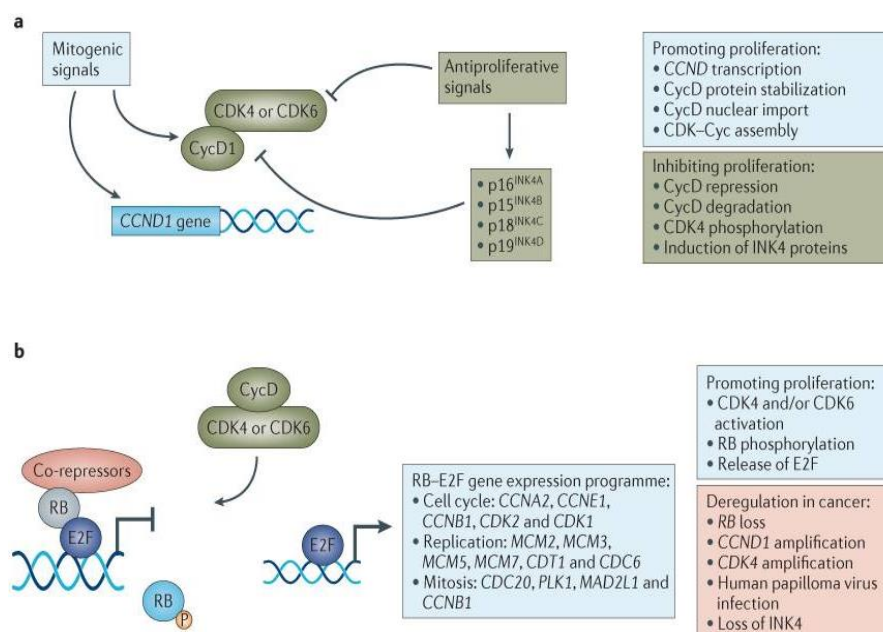 a
Mitogenic
signals
CDK4 or CDK6
CycD1
CCND1 gene
Antiproliferative
signals
• p16INK4A
• p15INK4B
• p18INK4C
• p19INK4D
Promoting proliferation:
• CCND transcription
• CycD protein stabilization
• CycD nuclear import
• CDK–Cyc assembly
Inhibiting proliferation:
• CycD repression
• CycD degradation
• CDK4 phosphorylation
• Induction of INK4 proteins
b
Co-repressors
RB
E2F
RB
P
CycD
CDK4 or CDK6
E2F
RB–E2F gene expression programme:
• Cell cycle: CCNA2, CCNE1,
CCNB1, CDK2 and CDK1
• Replication: MCM2, MCM3,
MCM5, MCM7, CDT1 and CDC6
• Mitosis: CDC20, PLK1, MAD2L1 and
CCNB1
Promoting proliferation:
• CDK4 and/or CDK6
activation
• RB phosphorylation
• Release of E2F
Deregulation in cancer:
• RB loss
• CCND1 amplification
• CDK4 amplification
• Human papilloma virus
infection
• Loss of INK4